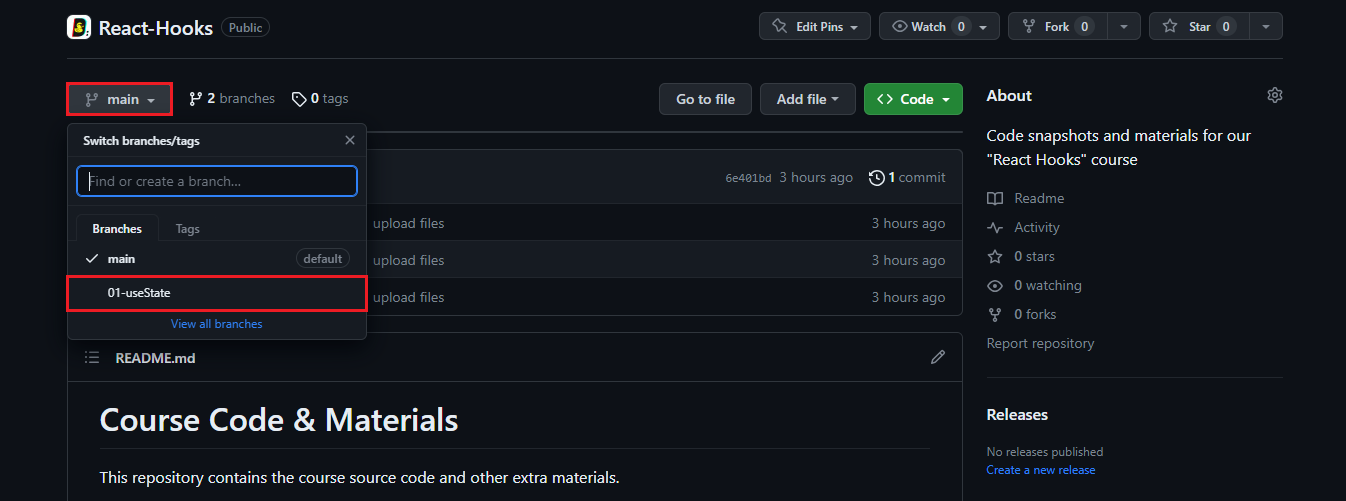 React-Hooks Public
Edit Pins Watch 0 Fork 0 Star 0
main 2 branches 0 tags
Go to file Add file Code
Switch branches/tags
Find or create a branch...
Branches Tags
main default
01-useState
View all branches
6e401bd 3 hours ago 1 commit
upload files 3 hours ago
upload files 3 hours ago
upload files 3 hours ago
README.md
Course Code & Materials
This repository contains the course source code and other extra materials.
About
Code snapshots and materials for our
"React Hooks" course
Readme
Activity
0 stars
0 watching
0 forks
Report repository
Releases
No releases published
Create a new release